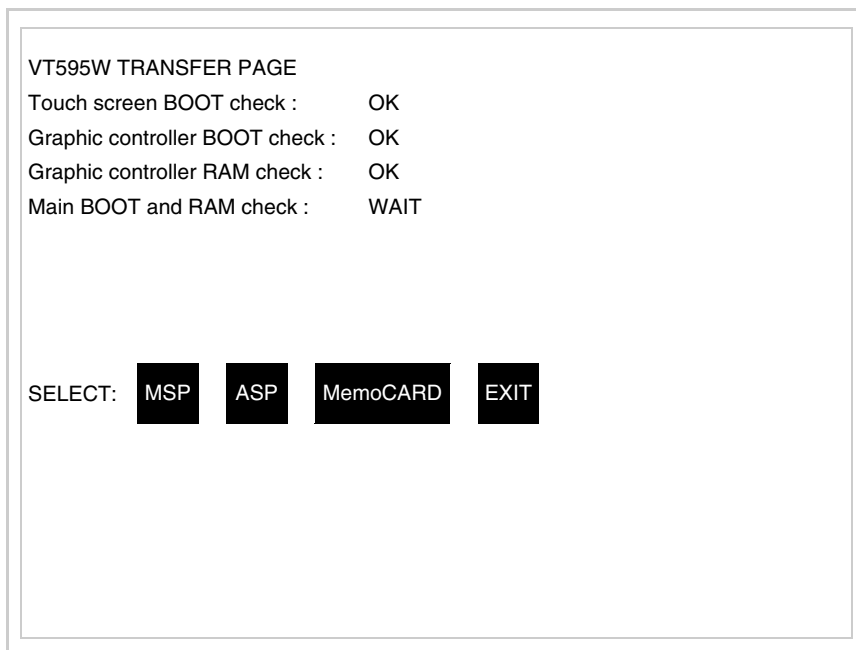 VT595W TRANSFER PAGE
Touch screen BOOT check : OK
Graphic controller BOOT check : OK
Graphic controller RAM check : OK
Main BOOT and RAM check : WAIT
SELECT: MSP ASP MemoCARD EXIT